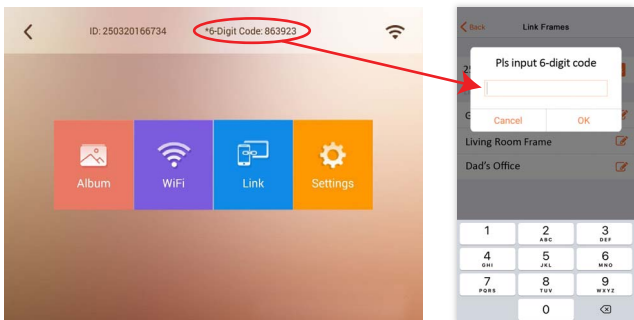 ID: 250320166734
*6-Digit Code: 863923
Album
WiFi
Link
Settings
Back
Link Frames
Pls input 6-digit code
Cancel
OK
Living Room Frame
Dad's Office
1
2
ABC
3
DEF
4
GHI
5
JKL
6
MNO
7
PQRS
8
TUV
9
WXYZ
0